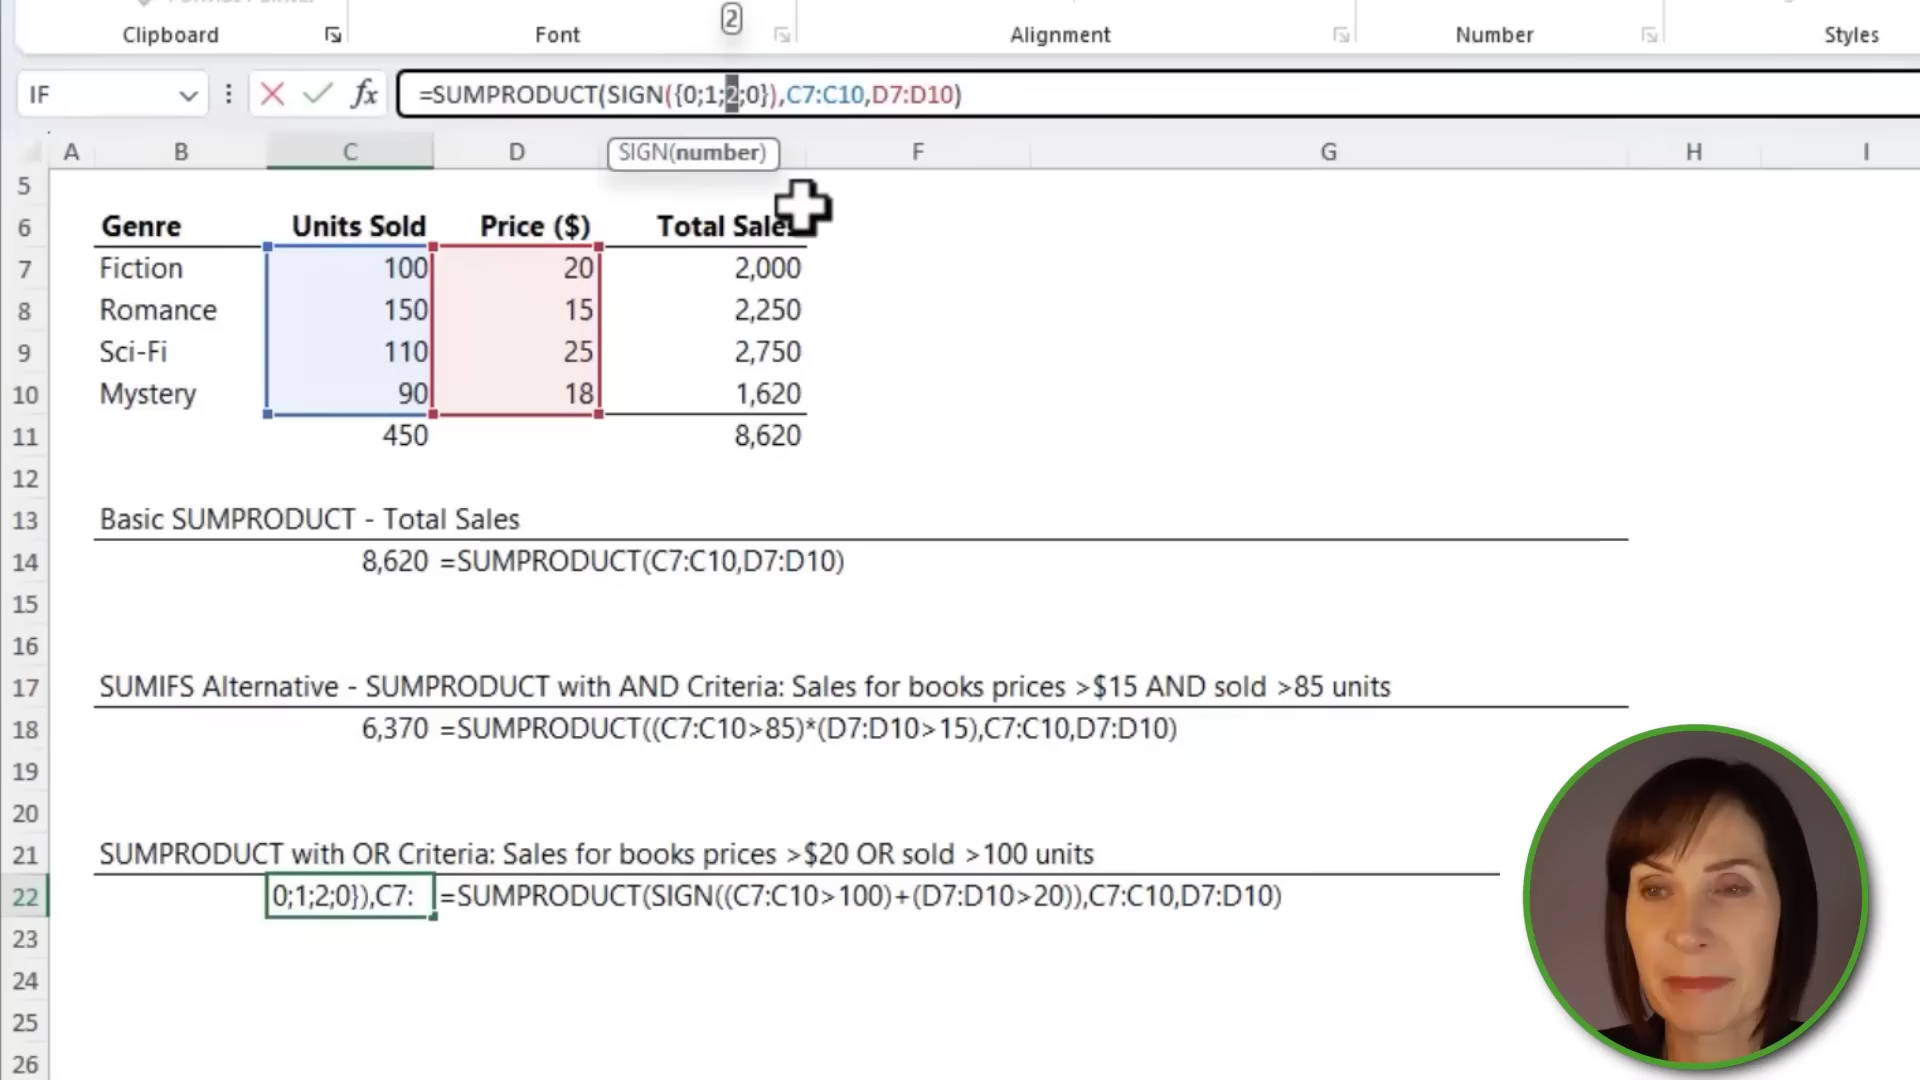 2
Clipboard Font Alignment Number Styles
IF fx =SUMPRODUCT(SIGN({0;1;2;0}),C7:C10,D7:D10)
SIGN(number)
A B C D F G H I
5
6 Genre Units Sold Price ($) Total Sales
7 Fiction 100 20 2,000
8 Romance 150 15 2,250
9 Sci-Fi 110 25 2,750
10 Mystery 90 18 1,620
11 450 8,620
12
13 Basic SUMPRODUCT - Total Sales
14 8,620 =SUMPRODUCT(C7:C10,D7:D10)
15
16
17 SUMIFS Alternative - SUMPRODUCT with AND Criteria: Sales for books prices >$15 AND sold >85 units
18 6,370 =SUMPRODUCT((C7:C10>85)*(D7:D10>15),C7:C10,D7:D10)
19
20
21 SUMPRODUCT with OR Criteria: Sales for books prices >$20 OR sold >100 units
22 0;1;2;0}),C7: =SUMPRODUCT(SIGN((C7:C10>100)+(D7:D10>20)),C7:C10,D7:D10)
23
24
25
26